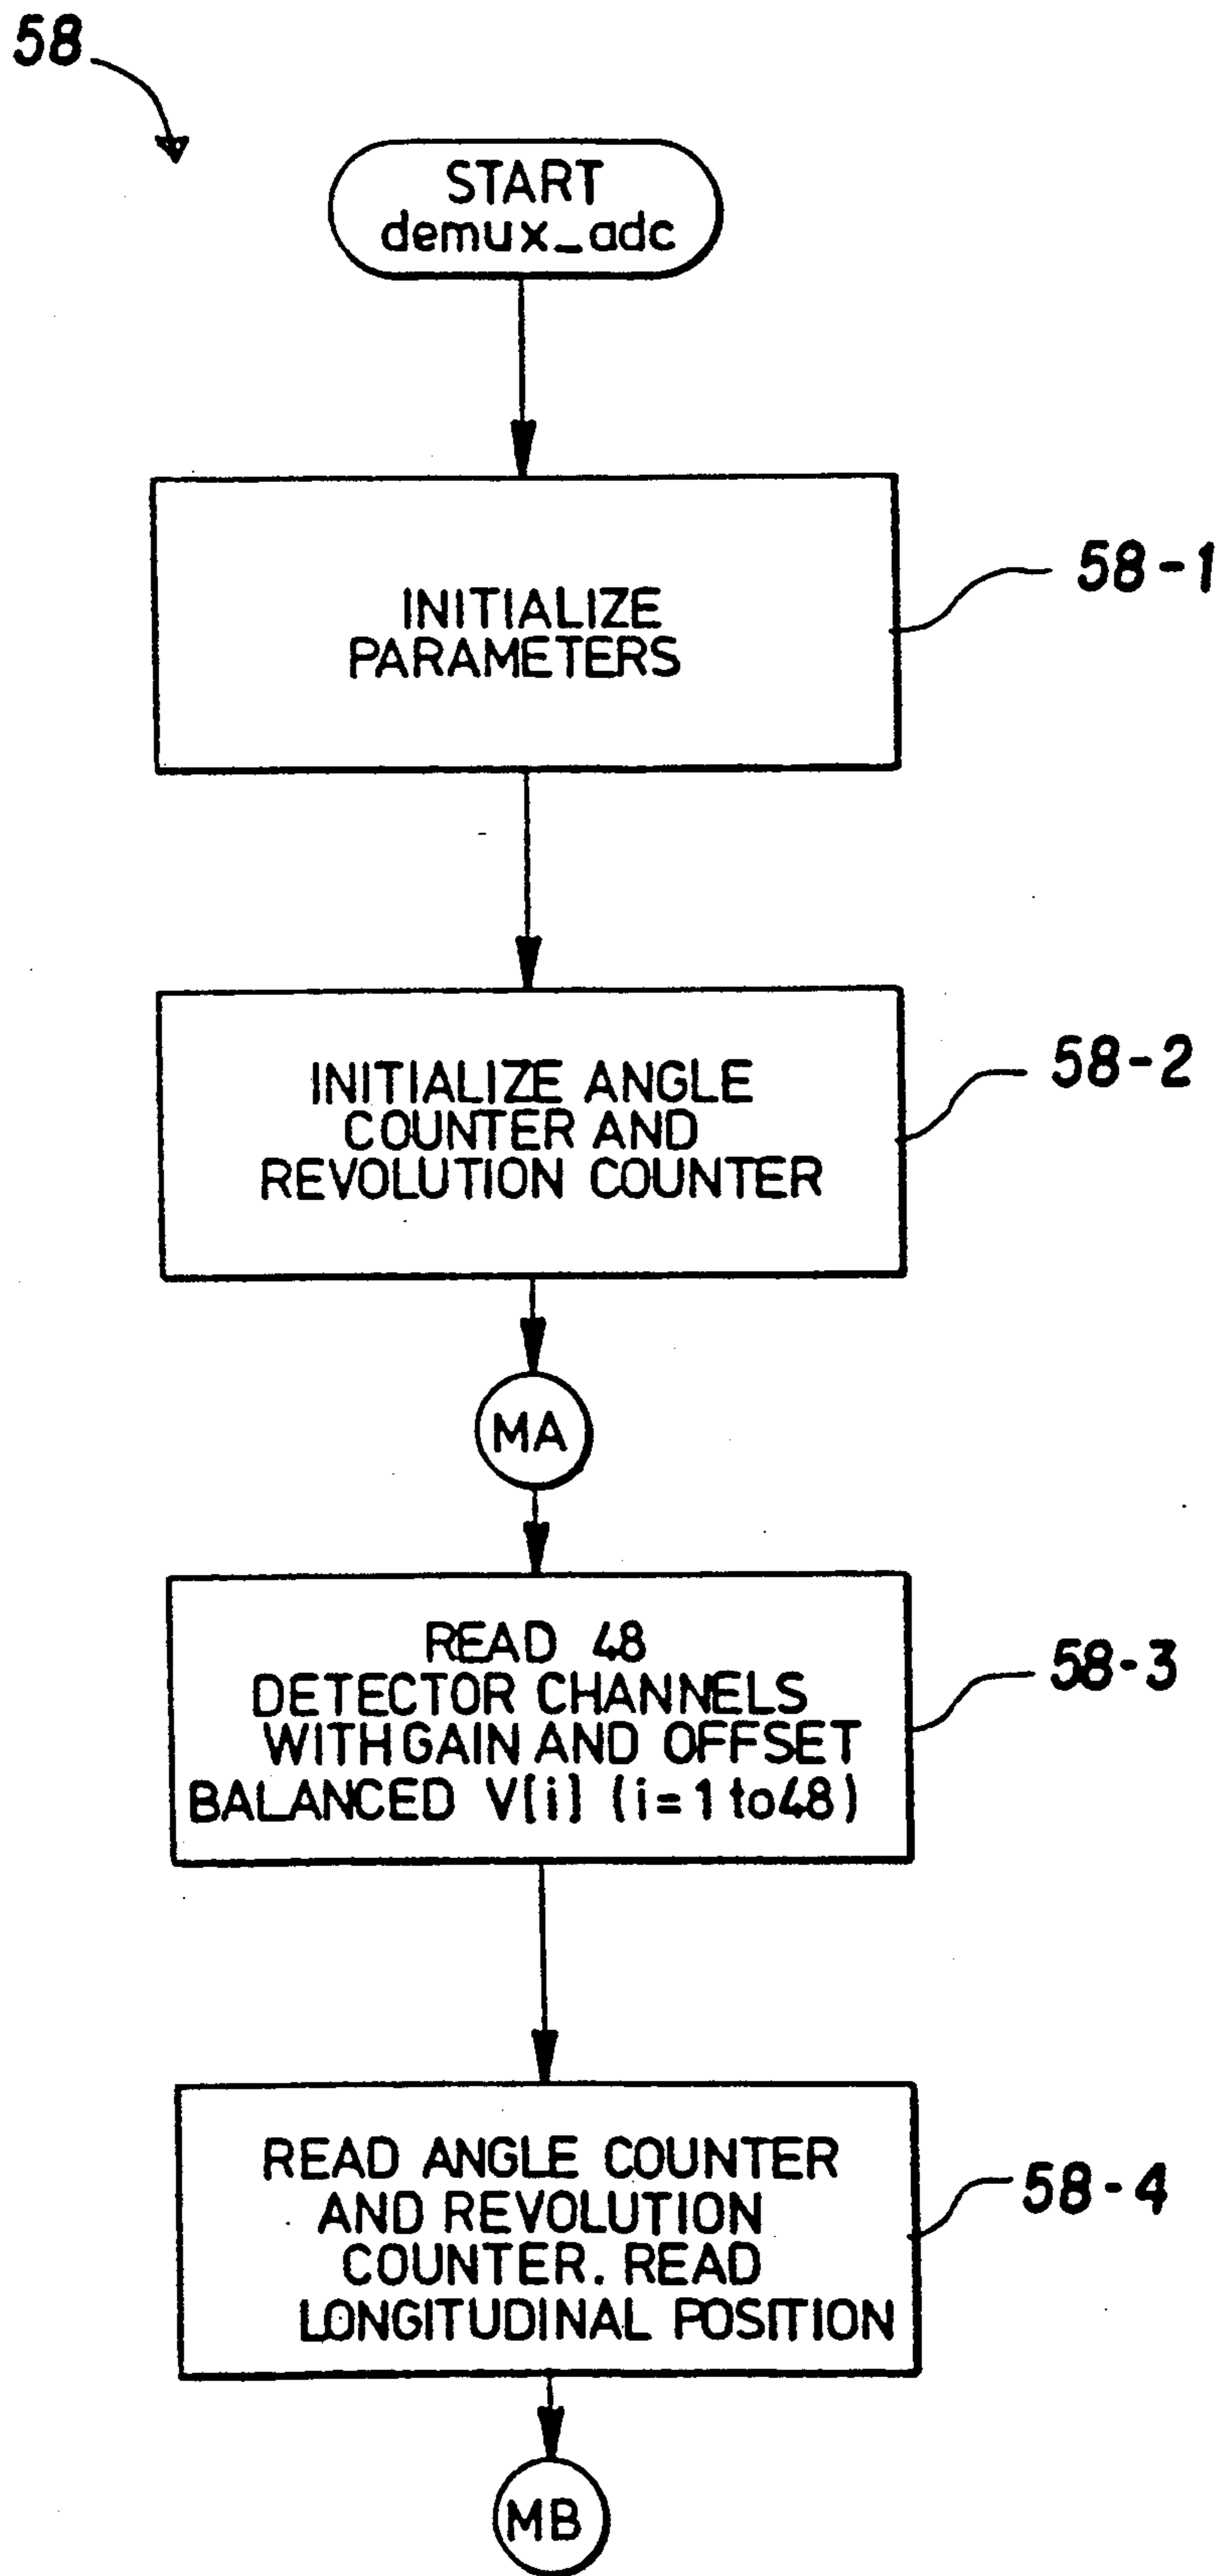 58
START
demux_adc
INITIALIZE
PARAMETERS
58-1
INITIALIZE ANGLE
COUNTER AND
REVOLUTION COUNTER
58-2
MA
READ 48
DETECTOR CHANNELS
WITH GAIN AND OFFSET
BALANCED V[i] (i=1 to 48)
58-3
READ ANGLE COUNTER
AND REVOLUTION
COUNTER. READ
LONGITUDINAL POSITION
58-4
MB